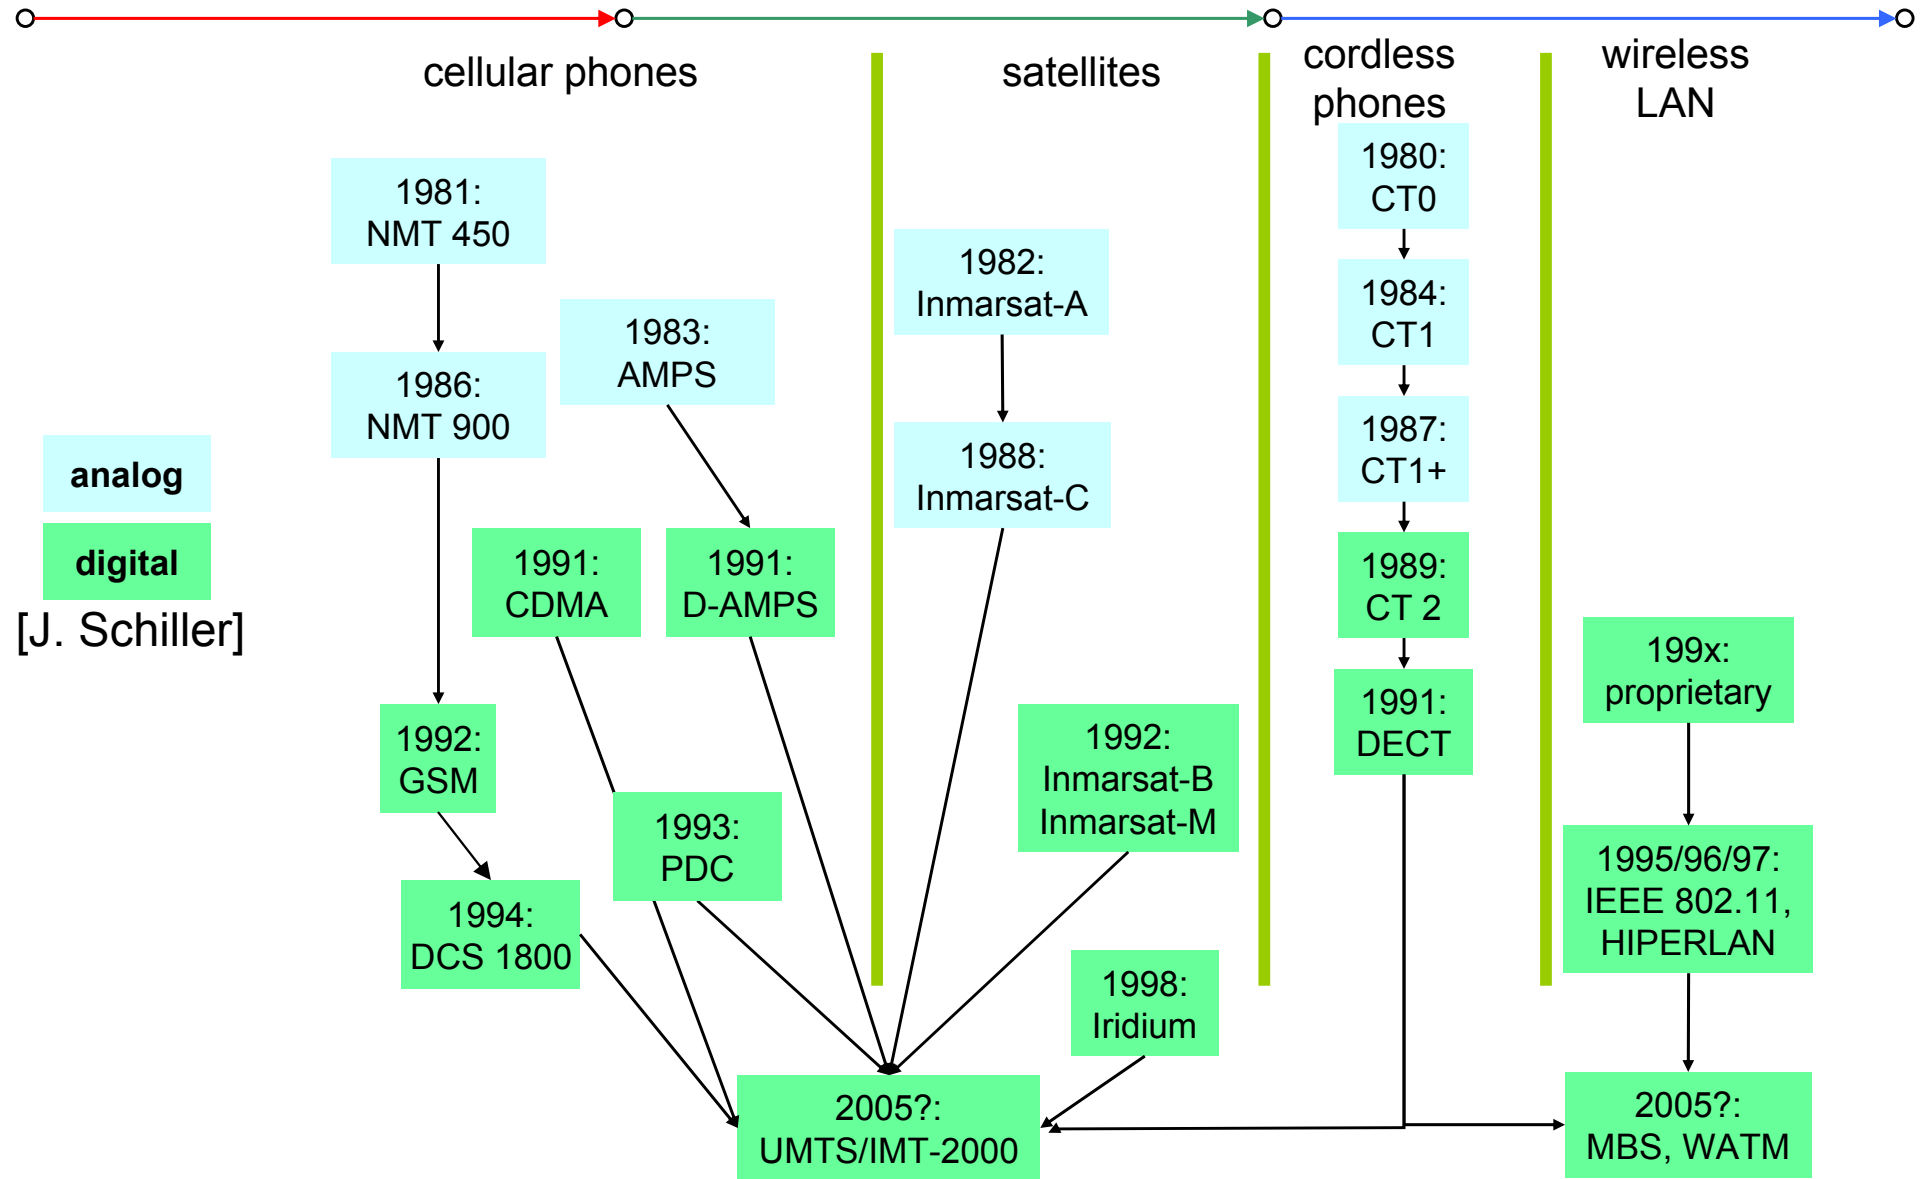 cellular phones
satellites
cordless
phones
wireless
LAN
1981:
NMT 450
1986:
NMT 900
1983:
AMPS
analog
digital
[J. Schiller]
1991:
CDMA
1991:
D-AMPS
1992:
GSM
1993:
PDC
1994:
DCS 1800
1982:
Inmarsat-A
1988:
Inmarsat-C
1992:
Inmarsat-B
Inmarsat-M
1998:
Iridium
2005?:
UMTS/IMT-2000
1980:
CT0
1984:
CT1
1987:
CT1+
1989:
CT 2
1991:
DECT
199x:
proprietary
1995/96/97:
IEEE 802.11,
HIPERLAN
2005?:
MBS, WATM